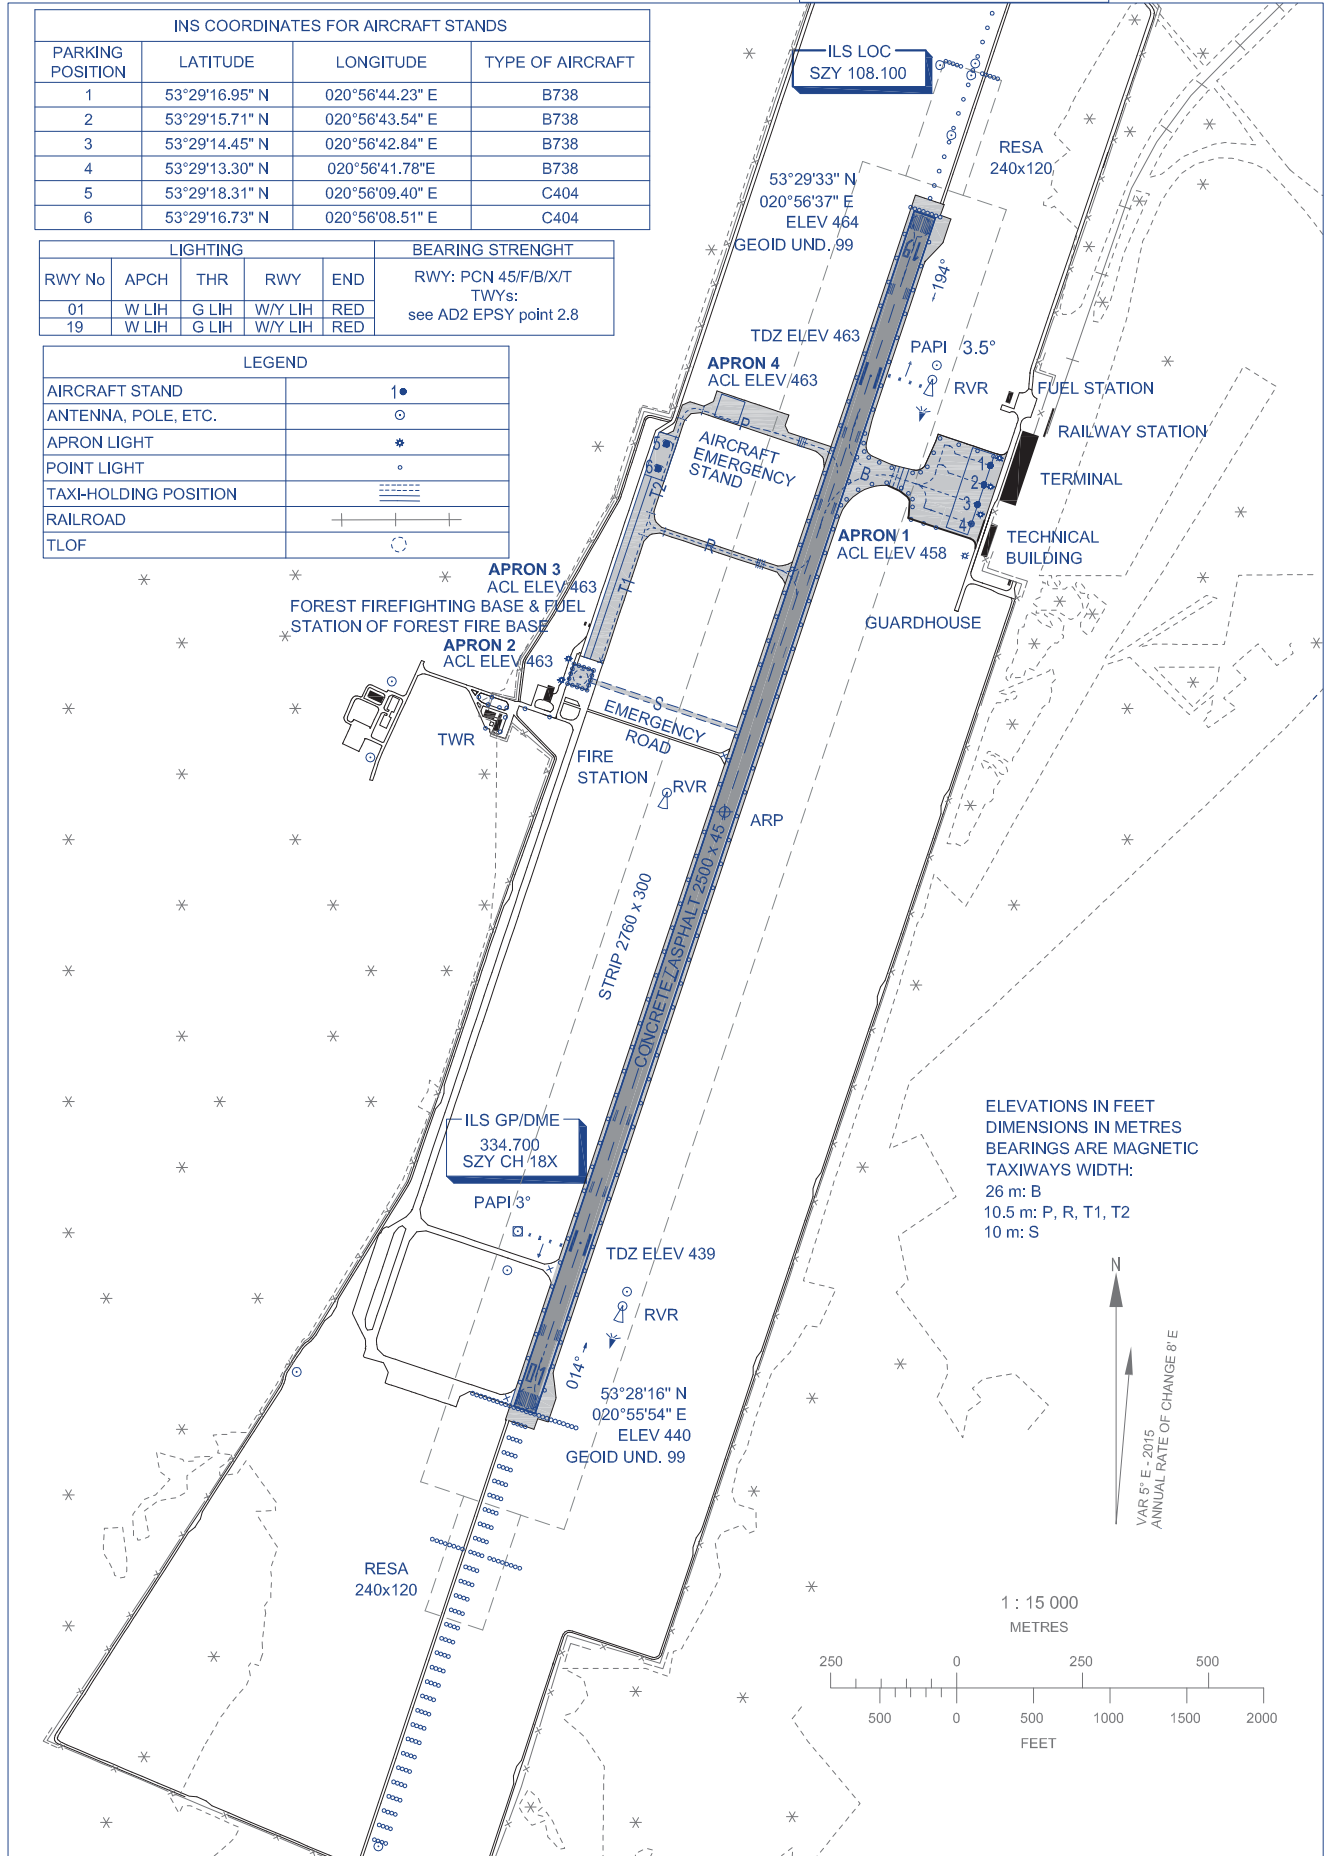 INS COORDINATES FOR AIRCRAFT STANDS
PARKING POSITION LATITUDE LONGITUDE TYPE OF AIRCRAFT
1 53°29'16.95" N 020°56'44.23" E B738
2 53°29'15.71" N 020°56'43.54" E B738
3 53°29'14.45" N 020°56'42.84" E B738
4 53°29'13.30" N 020°56'41.78"E B738
5 53°29'18.31" N 020°56'09.40" E C404
6 53°29'16.73" N 020°56'08.51" E C404
LIGHTING BEARING STRENGHT
RWY No APCH THR RWY END
01 W LIH G LIH W/Y LIH RED
19 W LIH G LIH W/Y LIH RED
RWY: PCN 45/F/B/X/T
TWYs:
see AD2 EPSY point 2.8
LEGEND
AIRCRAFT STAND 1
ANTENNA, POLE, ETC.
APRON LIGHT
POINT LIGHT
TAXI-HOLDING POSITION
RAILROAD
TLOF
ILS LOC
SZY 108.100
RESA
240x120
53°29'33" N
020°56'37" E
ELEV 464
GEOID UND. 99
19
194°
TDZ ELEV 463
PAPI 3.5°
RVR
APRON 4
ACL ELEV 463
FUEL STATION
RAILWAY STATION
TERMINAL
P
AIRCRAFT
EMERGENCY
STAND
5
6
T2
B
1
2
3
4
APRON 1
ACL ELEV 458
TECHNICAL
BUILDING
R
T1
APRON 3
ACL ELEV 463
FOREST FIREFIGHTING BASE & FUEL
STATION OF FOREST FIRE BASE
GUARDHOUSE
APRON 2
ACL ELEV 463
S
EMERGENCY
ROAD
TWR
FIRE
STATION
RVR
ARP
STRIP 2760 x 300
CONCRETE / ASPHALT 2500 x 45
ILS GP/DME
334.700
SZY CH 18X
PAPI 3°
TDZ ELEV 439
RVR
01
014°
53°28'16" N
020°55'54" E
ELEV 440
GEOID UND. 99
RESA
240x120
ELEVATIONS IN FEET
DIMENSIONS IN METRES
BEARINGS ARE MAGNETIC
TAXIWAYS WIDTH:
26 m: B
10.5 m: P, R, T1, T2
10 m: S
N
VAR 5° E - 2015
ANNUAL RATE OF CHANGE 8' E
1 : 15 000
METRES
250 0 250 500
500 0 500 1000 1500 2000
FEET